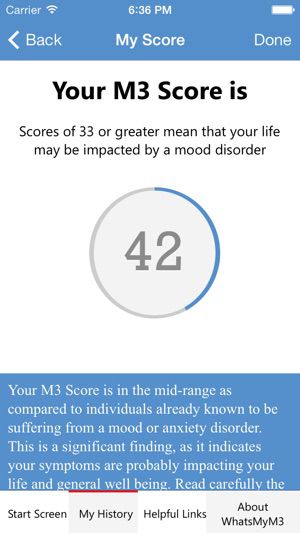 Carrier 6:36 PM
Back My Score Done
Your M3 Score is
Scores of 33 or greater mean that your life
may be impacted by a mood disorder
42
Your M3 Score is in the mid-range as
compared to individuals already known to be
suffering from a mood or anxiety disorder.
This is a significant finding, as it indicates
your symptoms are probably impacting your
life and general well being. Read carefully the
Start Screen My History Helpful Links About
WhatsMyM3